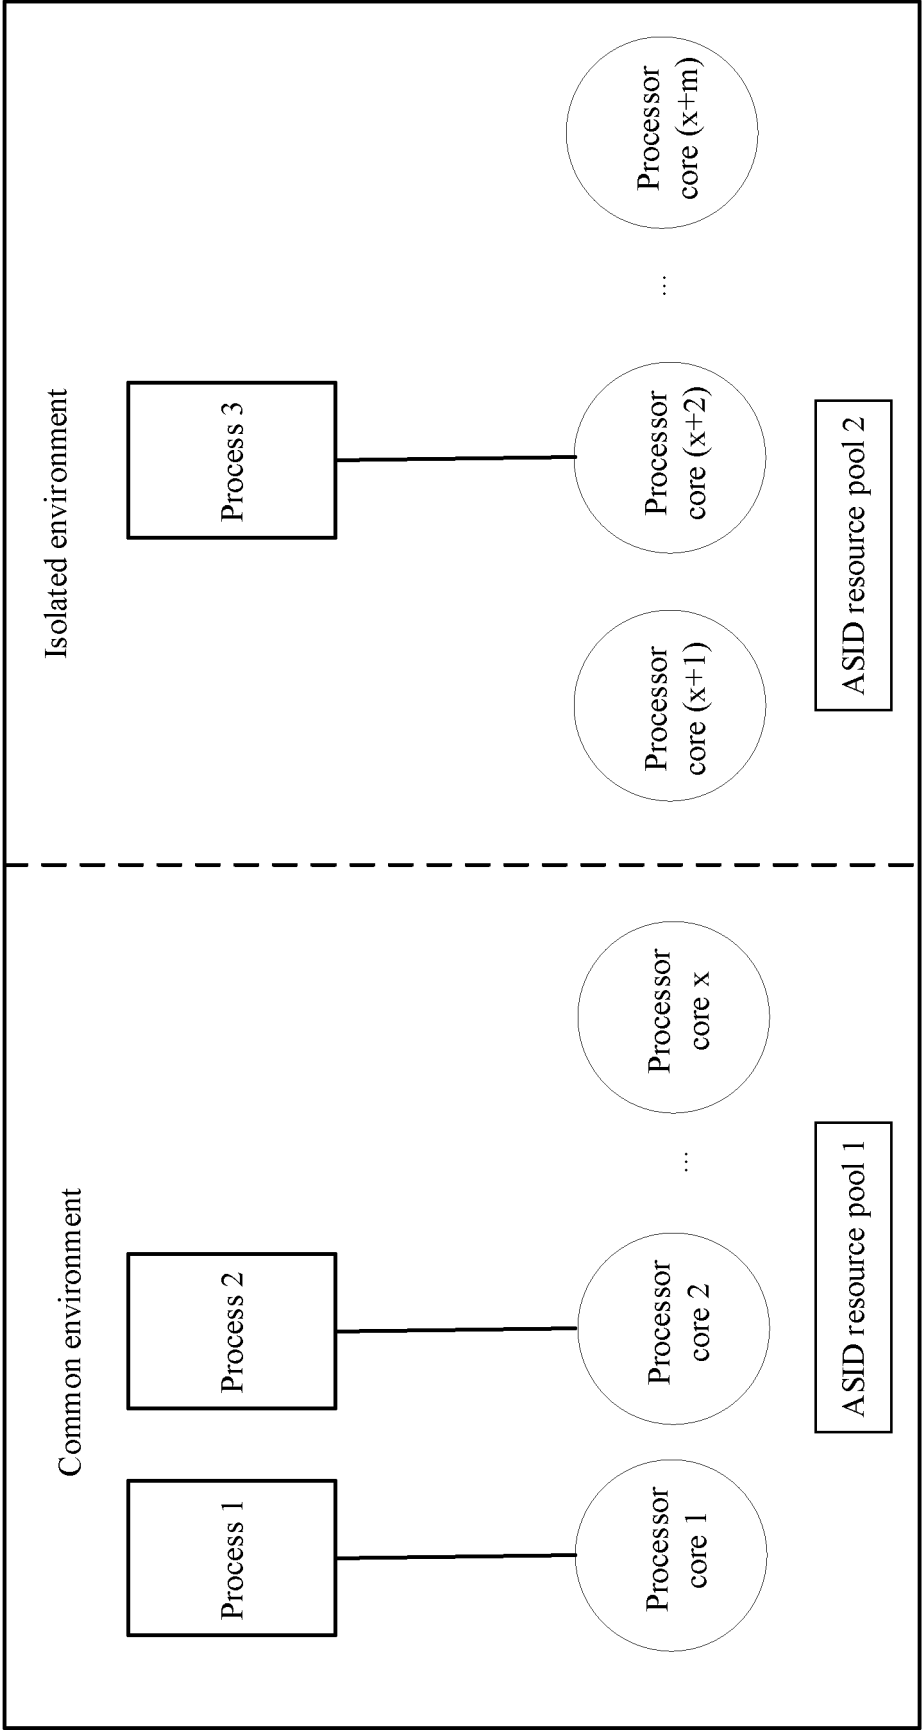 Common environment
Isolated environment
Process 1
Process 2
Process 3
Processor
core 1
Processor
core 2
...
Processor
core x
Processor
core (x+1)
Processor
core (x+2)
...
Processor
core (x+m)
ASID resource pool 1
ASID resource pool 2